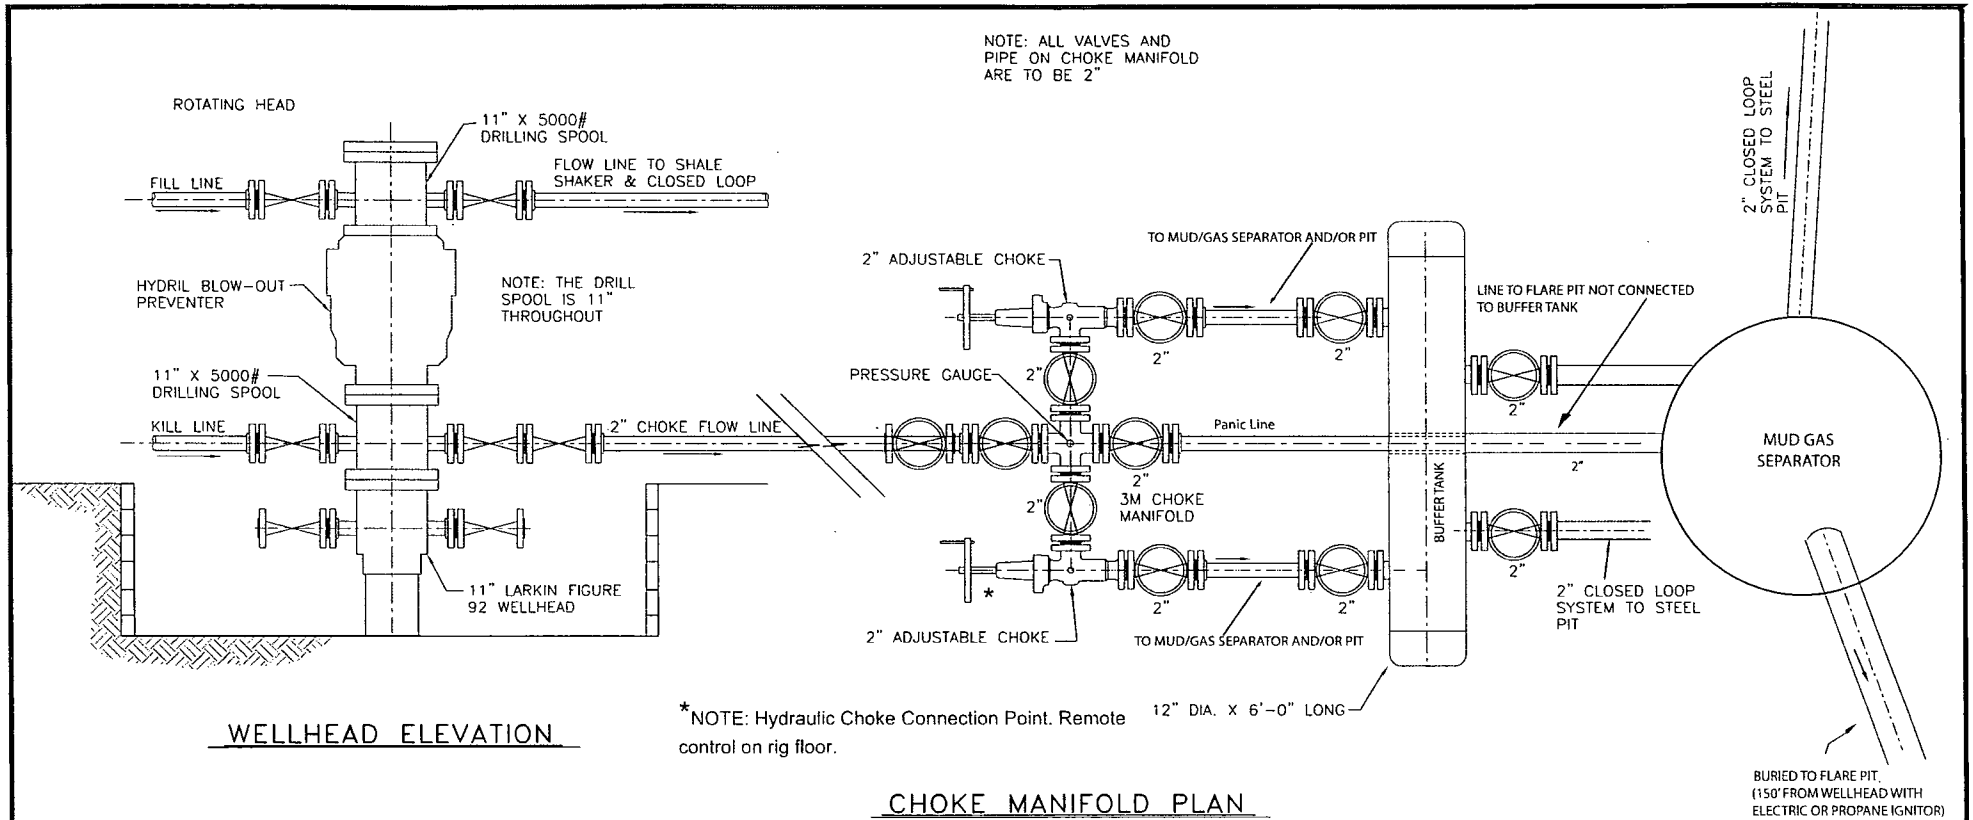 NOTE: ALL VALVES AND
PIPE ON CHOKE MANIFOLD
ARE TO BE 2"
ROTATING HEAD
11" X 5000#
DRILLING SPOOL
FILL LINE
FLOW LINE TO SHALE
SHAKER & CLOSED LOOP
HYDRIL BLOW-OUT
PREVENTER
NOTE: THE DRILL
SPOOL IS 11"
THROUGHOUT
11" X 5000#
DRILLING SPOOL
KILL LINE
2" CHOKE FLOW LINE
11" LARKIN FIGURE
92 WELLHEAD
WELLHEAD ELEVATION
2" ADJUSTABLE CHOKE
TO MUD/GAS SEPARATOR AND/OR PIT
2"
2"
PRESSURE GAUGE
2"
2"
Panic Line
3M CHOKE
MANIFOLD
2"
*
2"
2"
2" ADJUSTABLE CHOKE
TO MUD/GAS SEPARATOR AND/OR PIT
BUFFER TANK
12" DIA. X 6'-0" LONG
*NOTE: Hydraulic Choke Connection Point. Remote
control on rig floor.
CHOKE MANIFOLD PLAN
LINE TO FLARE PIT NOT CONNECTED
TO BUFFER TANK
2"
2"
2"
2" CLOSED LOOP
SYSTEM TO STEEL
PIT
2" CLOSED LOOP
SYSTEM TO STEEL
PIT
MUD GAS
SEPARATOR
BURIED TO FLARE PIT.
(150' FROM WELLHEAD WITH
ELECTRIC OR PROPANE IGNITOR)